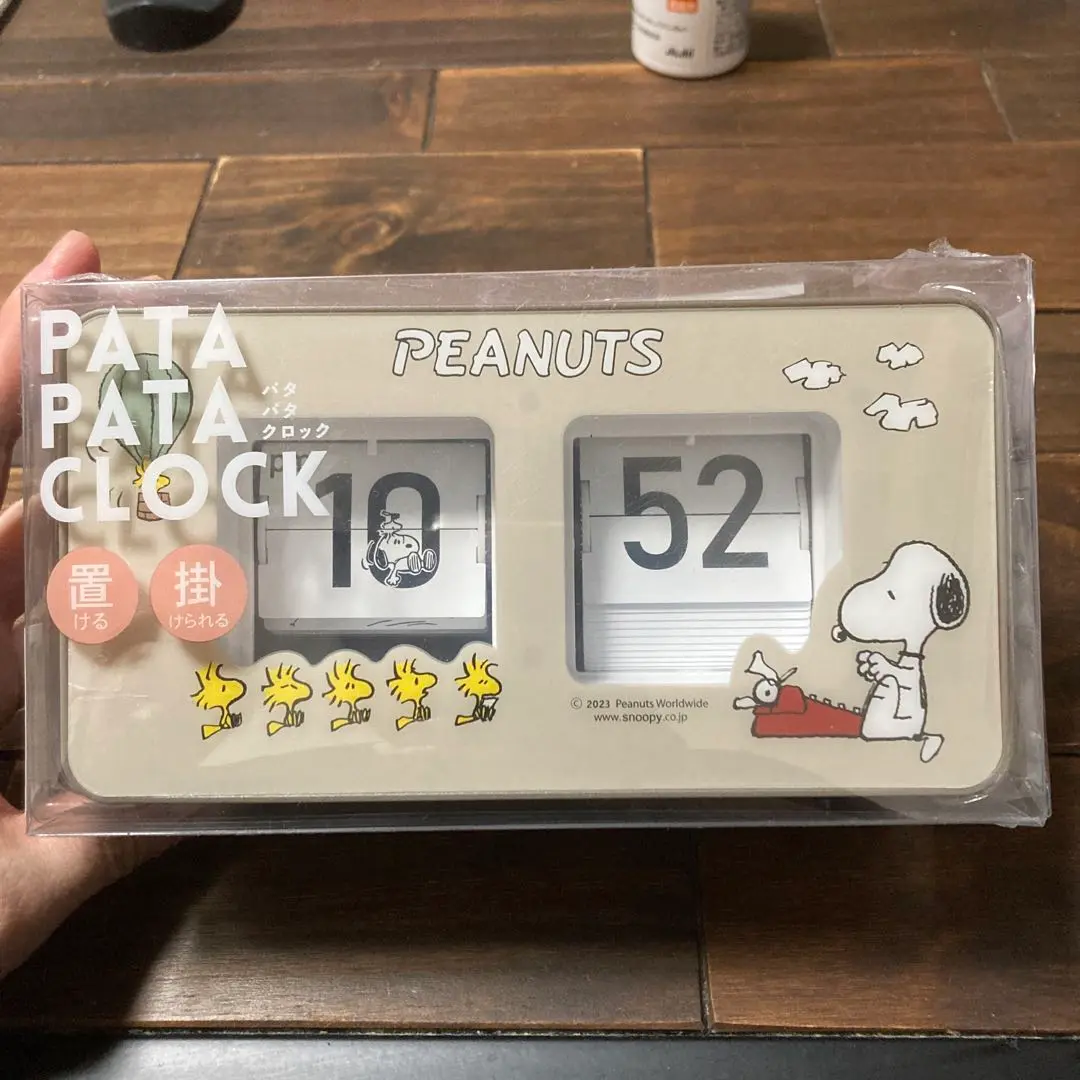 Asahi
PATA
PATA
CLOCK
パタ
パタ
クロック
置
ける
掛
けられる
PEANUTS
10
52
© 2023 Peanuts Worldwide
www.snoopy.co.jp